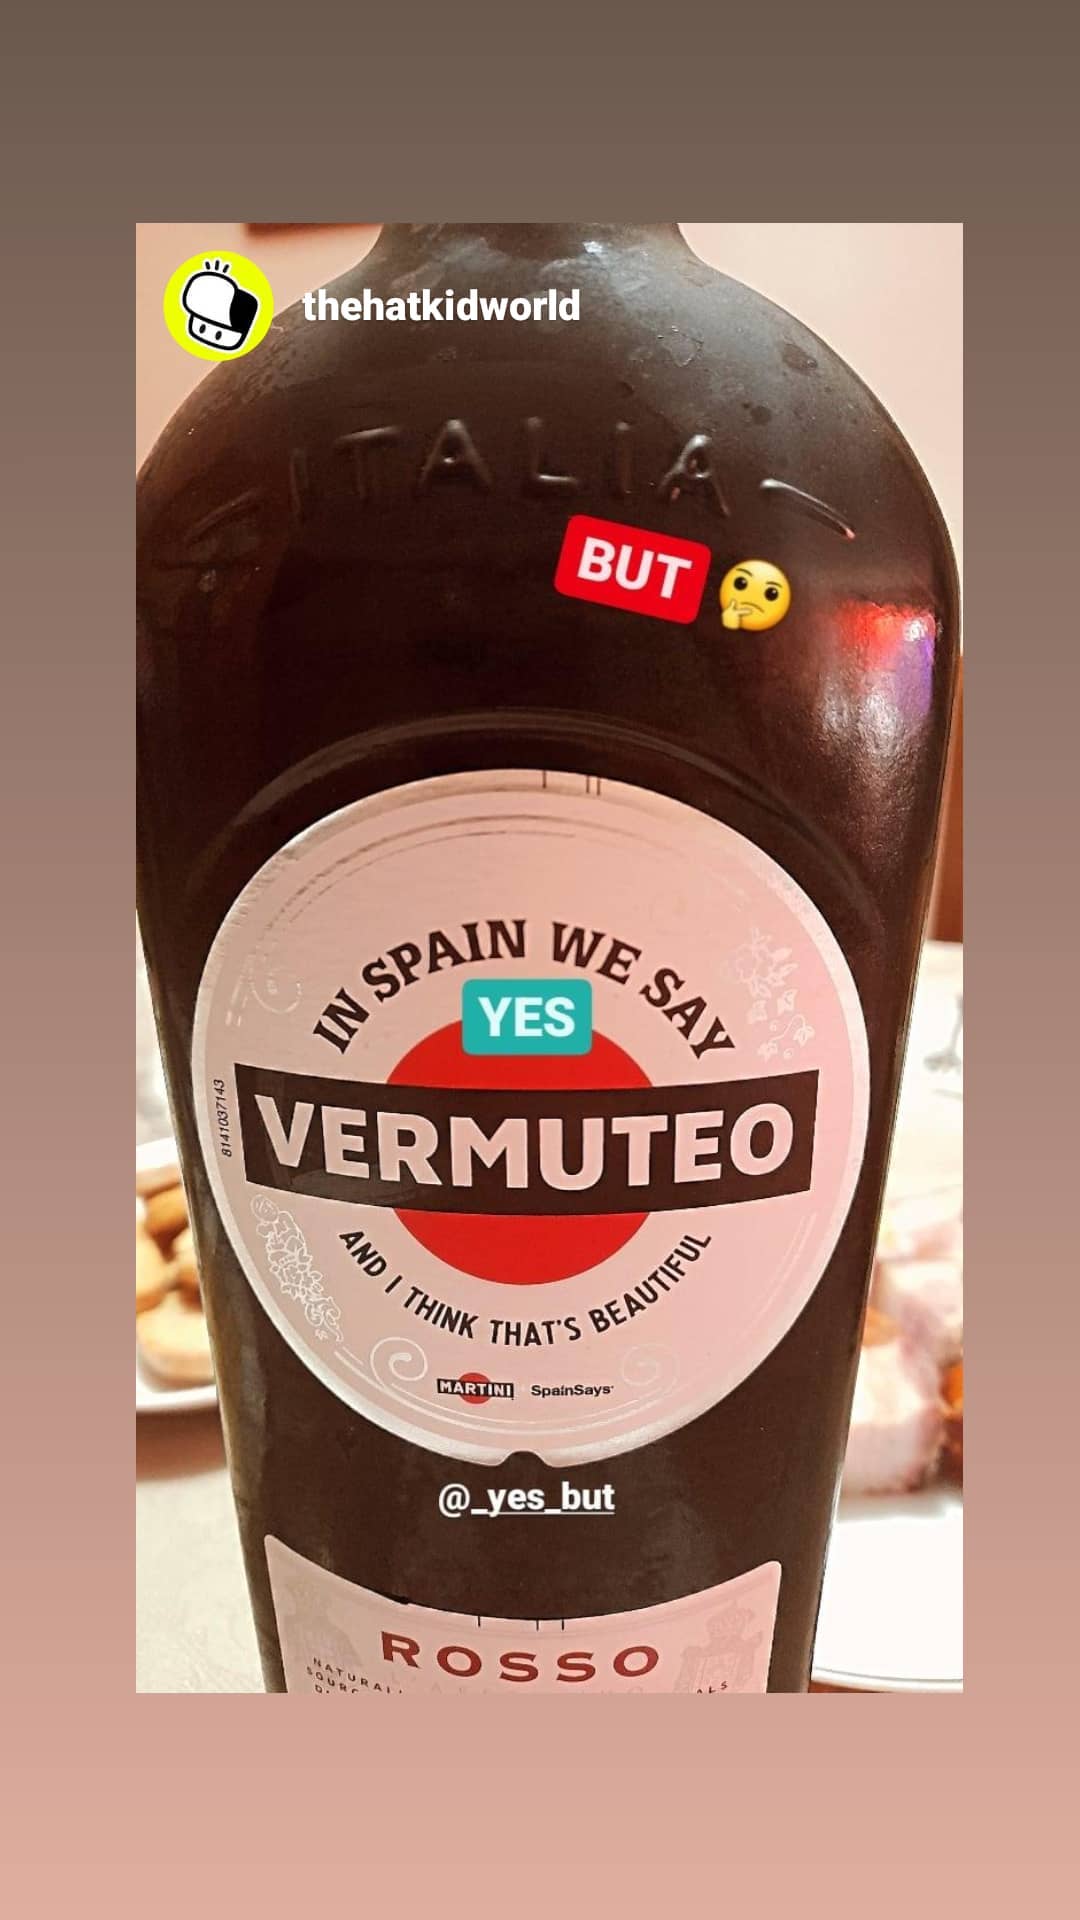 thehatkidworld
ITALIA
BUT
IN SPAIN WE SAY
YES
VERMUTEO
AND I THINK THAT'S BEAUTIFUL
MARTINI SpainSays
8141037143
@_yes_but
ROSSO